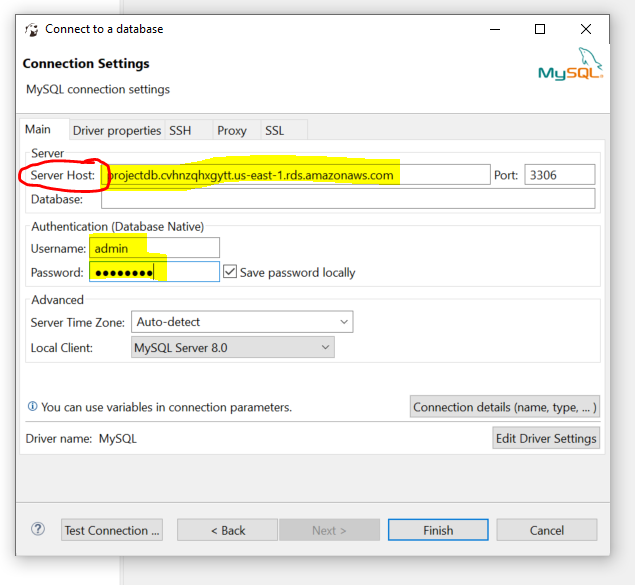 Connect to a database
Connection Settings
MySQL connection settings
MySQL
Main Driver properties SSH Proxy SSL
Server
Server Host: projectdb.cvhnzqhxgytt.us-east-1.rds.amazonaws.com Port: 3306
Database:
Authentication (Database Native)
Username: admin
Password: ●●●●●●●● Save password locally
Advanced
Server Time Zone: Auto-detect
Local Client: MySQL Server 8.0
You can use variables in connection parameters. Connection details (name, type, ... )
Driver name: MySQL Edit Driver Settings
? Test Connection ... < Back Next > Finish Cancel